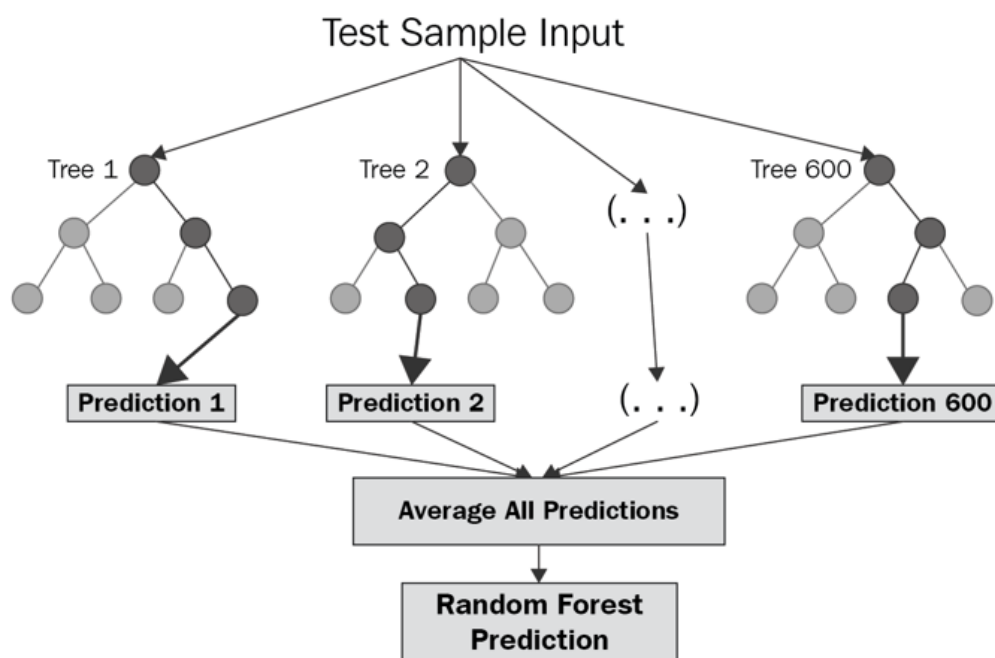 Test Sample Input
Tree 1
Tree 2
Tree 600
(. . .)
Prediction 1
Prediction 2
(. . .)
Prediction 600
Average All Predictions
Random Forest
Prediction